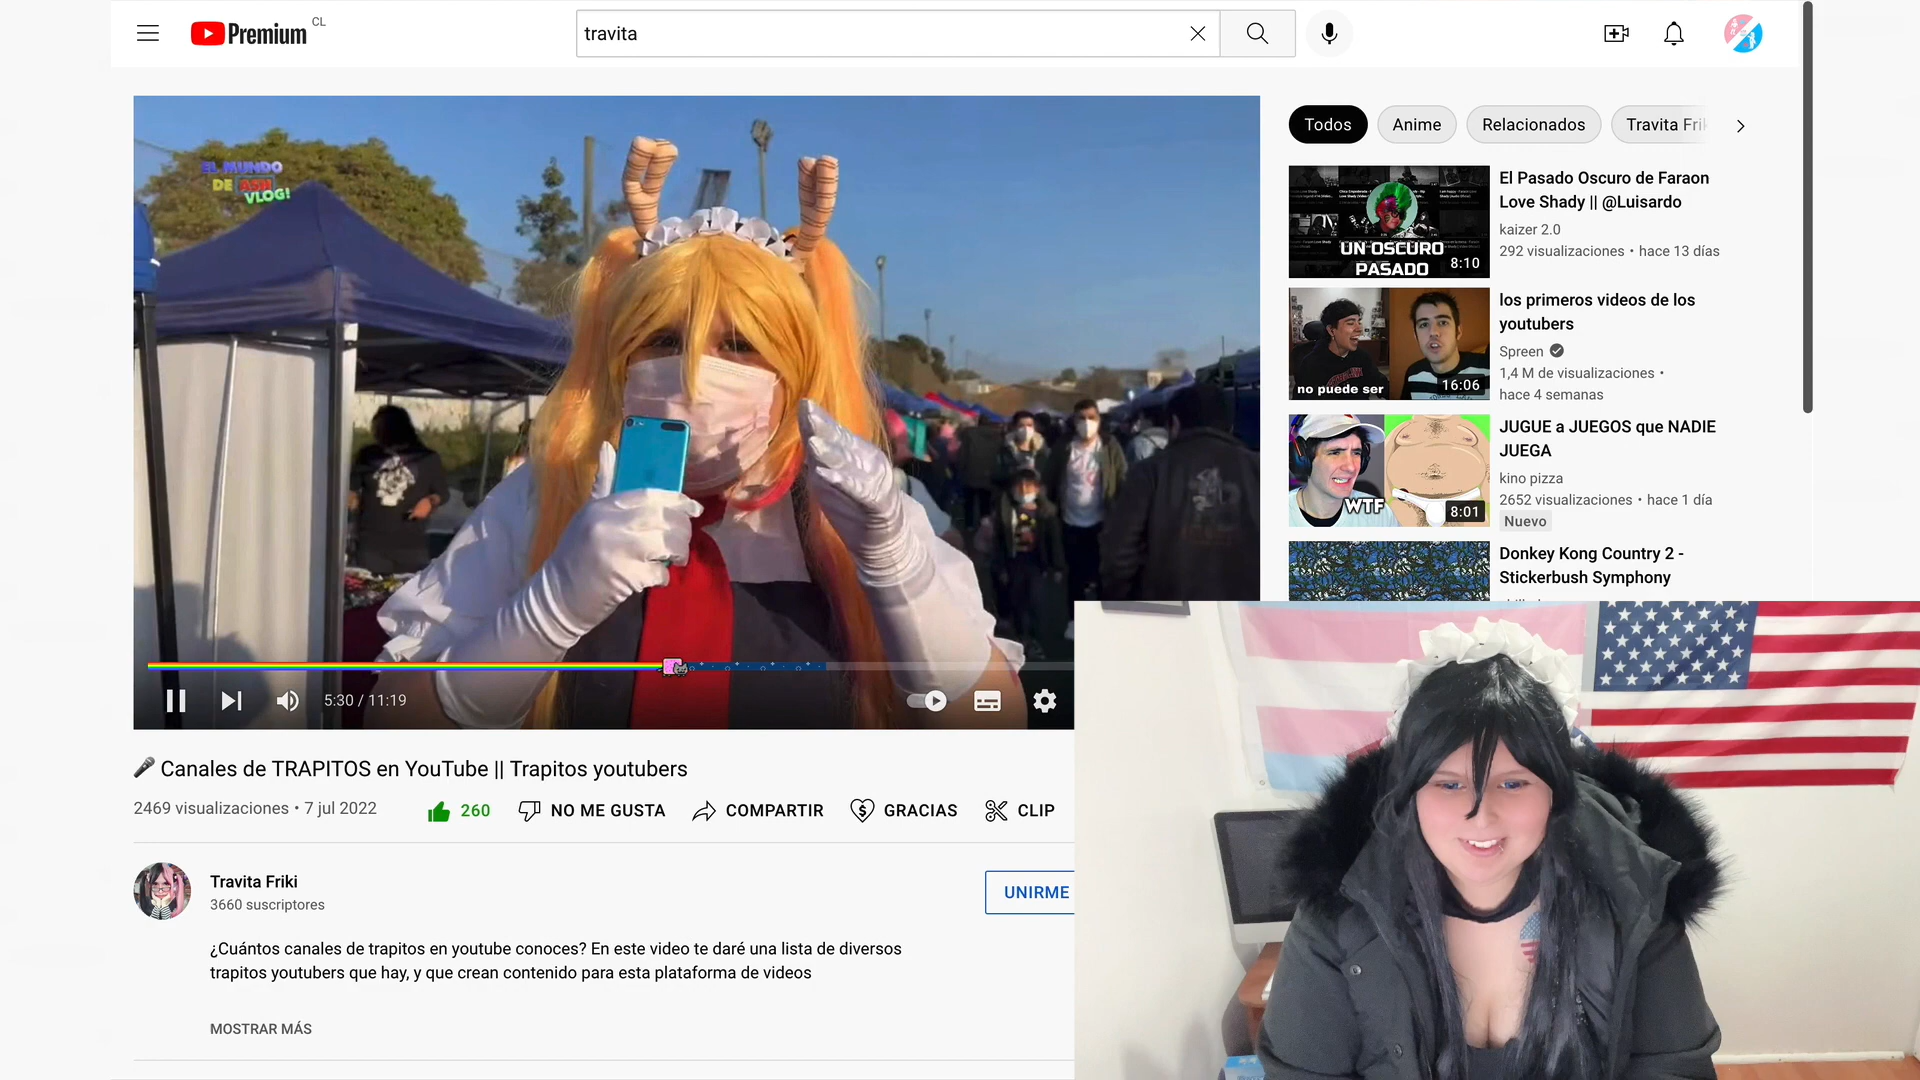 Premium CL
travita
EL MUNDO
DE ASH
VLOG!
5:30 / 11:19
🎤 Canales de TRAPITOS en YouTube || Trapitos youtubers
2469 visualizaciones • 7 jul 2022
260
NO ME GUSTA
COMPARTIR
GRACIAS
CLIP
Travita Friki
3660 suscriptores
UNIRME
¿Cuántos canales de trapitos en youtube conoces? En este video te daré una lista de diversos
trapitos youtubers que hay, y que crean contenido para esta plataforma de videos
MOSTRAR MÁS
Todos
Anime
Relacionados
Travita Frik
UN OSCURO
PASADO
8:10
El Pasado Oscuro de Faraon
Love Shady || @Luisardo
kaizer 2.0
292 visualizaciones • hace 13 días
no puede ser
16:06
los primeros videos de los
youtubers
Spreen
1,4 M de visualizaciones •
hace 4 semanas
WTF
8:01
JUGUE a JUEGOS que NADIE
JUEGA
kino pizza
2652 visualizaciones • hace 1 día
Nuevo
Donkey Kong Country 2 -
Stickerbush Symphony